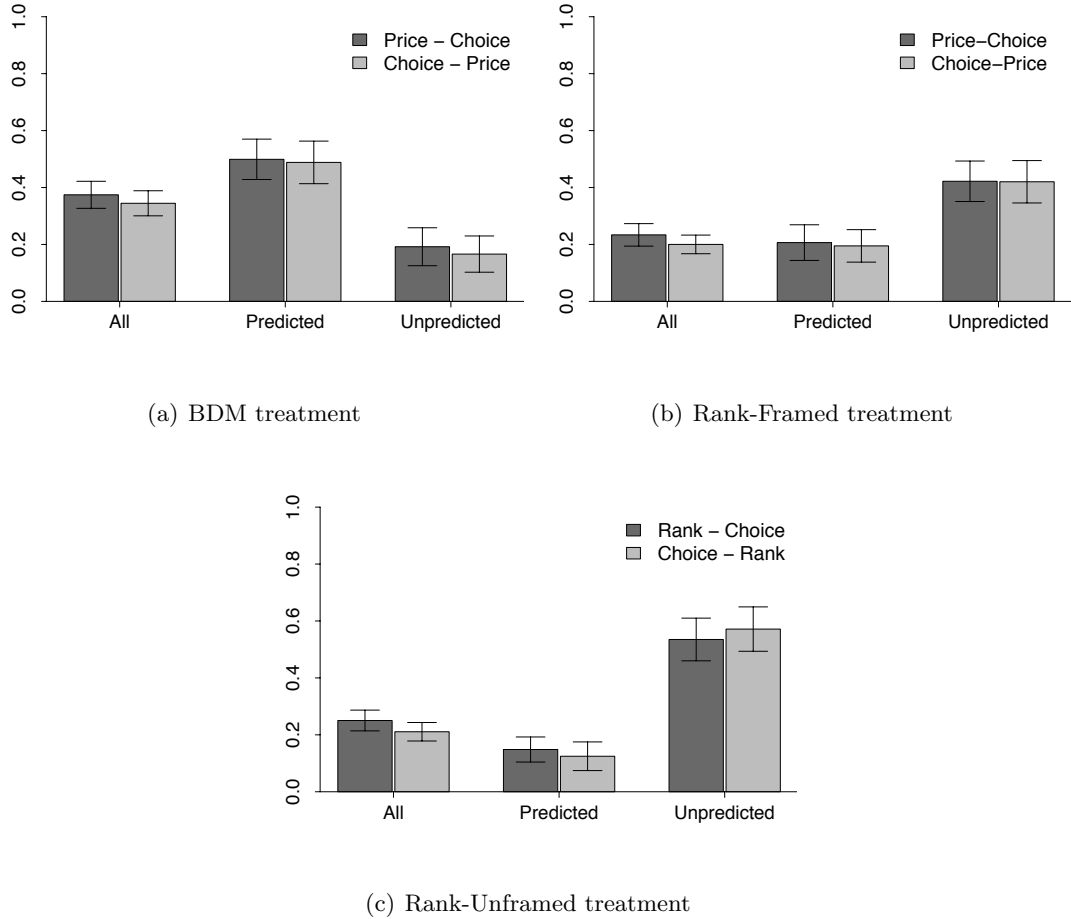 1.0
0.8
0.6
0.4
0.2
0.0
Price – Choice
Choice – Price
All Predicted Unpredicted
(a) BDM treatment
1.0
0.8
0.6
0.4
0.2
0.0
Price–Choice
Choice–Price
All Predicted Unpredicted
(b) Rank-Framed treatment
1.0
0.8
0.6
0.4
0.2
0.0
Rank – Choice
Choice – Rank
All Predicted Unpredicted
(c) Rank-Unframed treatment